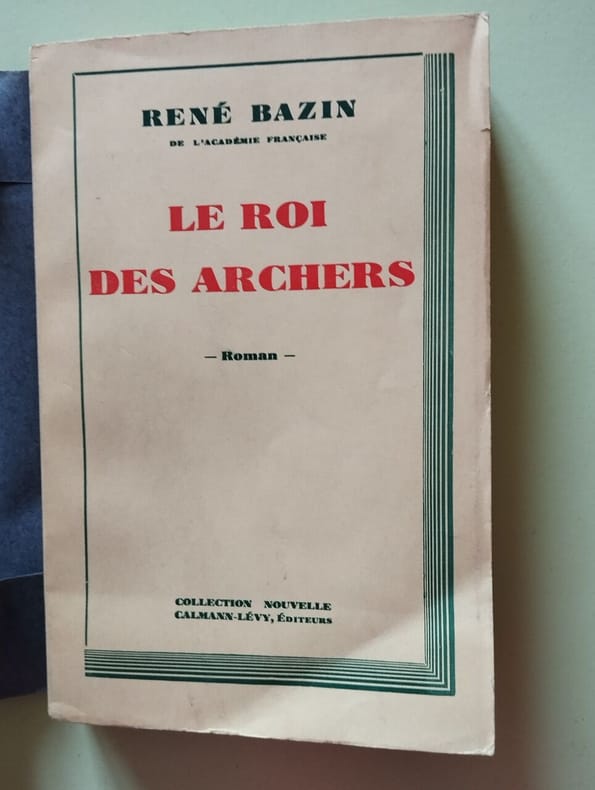 RENÉ BAZIN
DE L'ACADÉMIE FRANÇAISE
LE ROI
DES ARCHERS
— Roman —
COLLECTION NOUVELLE
CALMANN-LÉVY, ÉDITEURS